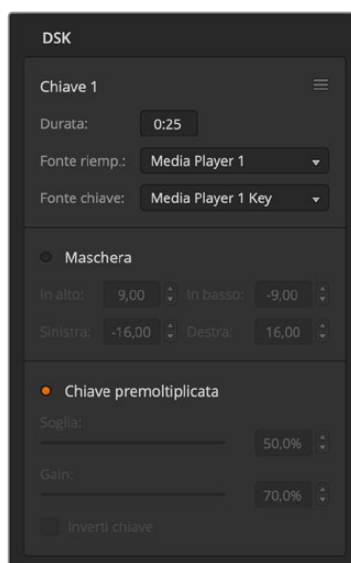 DSK
Chiave 1
Durata: 0:25
Fonte riemp.: Media Player 1
Fonte chiave: Media Player 1 Key
Maschera
In alto: 9,00 In basso: -9,00
Sinistra: -16,00 Destra: 16,00
Chiave premoltiplicata
Soglia:
50,0%
Gain:
70,0%
Inverti chiave